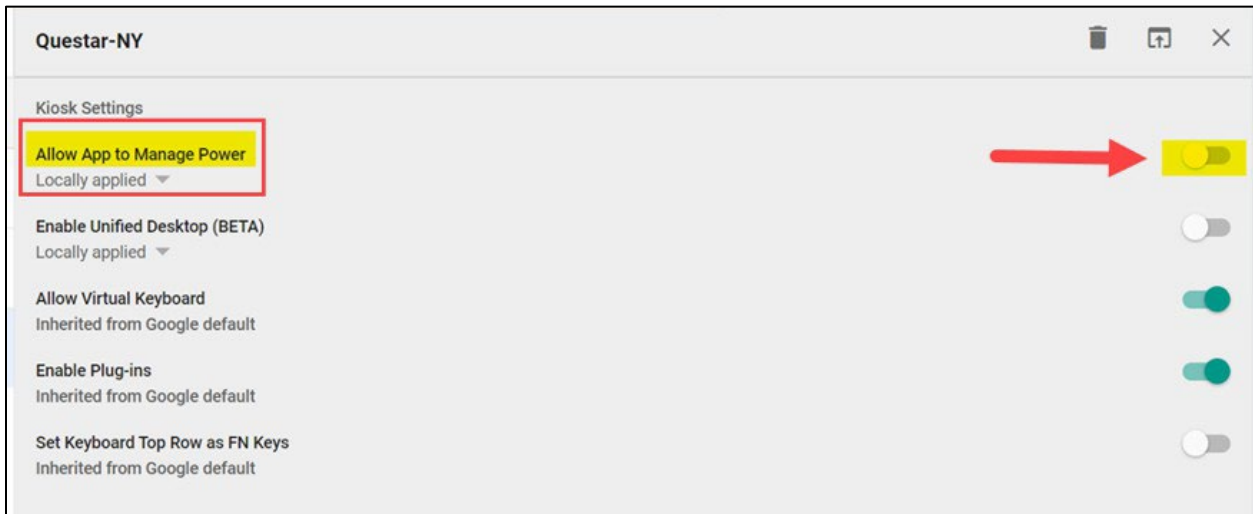 Questar-NY
Kiosk Settings
Allow App to Manage Power
Locally applied
Enable Unified Desktop (BETA)
Locally applied
Allow Virtual Keyboard
Inherited from Google default
Enable Plug-ins
Inherited from Google default
Set Keyboard Top Row as FN Keys
Inherited from Google default